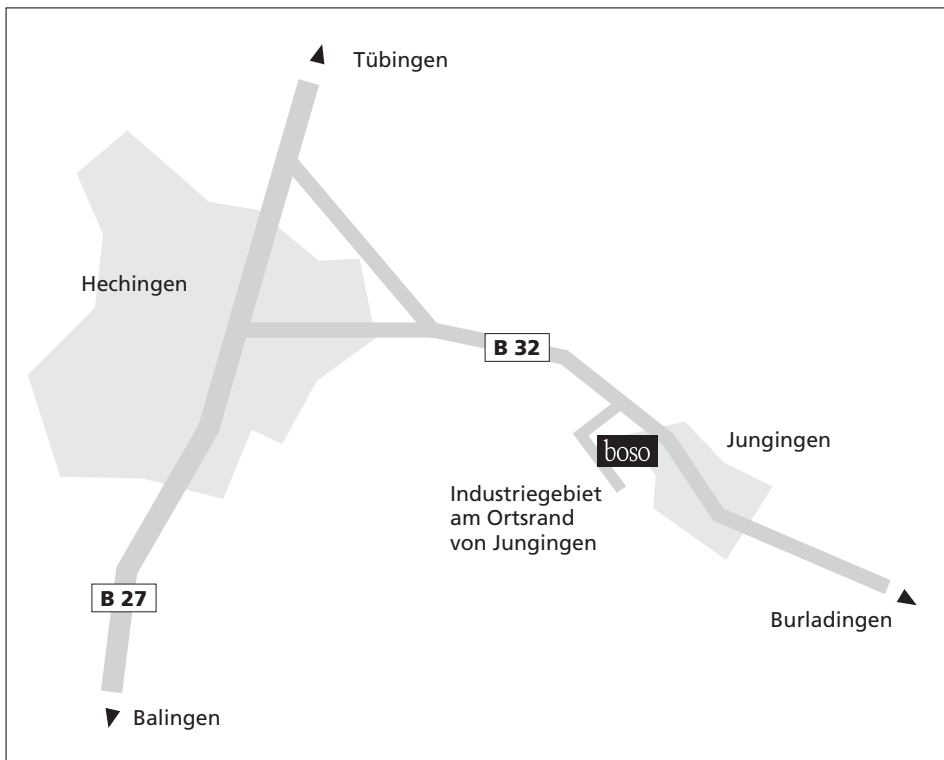 Tübingen
Hechingen
B 32
Jungingen
boso
Industriegebiet
am Ortsrand
von Jungingen
B 27
Burladingen
Balingen